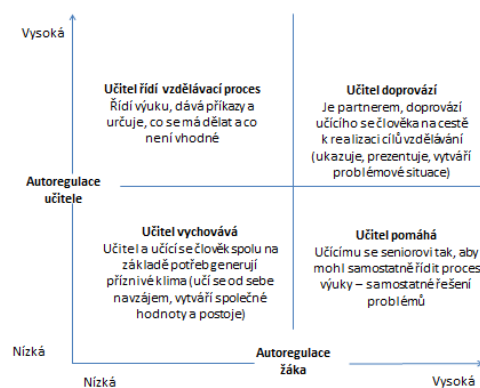 Vysoká
Učitel řídí vzdělávací proces
Řídí výuku, dává příkazy a
určuje, co se má dělat a co
není vhodné
Učitel doprovází
Je partnerem, doprovází
učícího se člověka na cestě
k realizaci cílů vzdělávání
(ukazuje, prezentuje, vytváří
problémové situace)
Autoregulace
učitele
Učitel vychovává
Učitel a učící se člověk spolu na
základě potřeb generují
příznivé klima (učí se od sebe
navzájem, vytváří společné
hodnoty a postoje)
Učitel pomáhá
Učícímu se seniorovi tak, aby
mohl samostatně řídit proces
výuky – samostatné řešení
problémů
Nízká
Autoregulace
žáka
Nízká
Vysoká